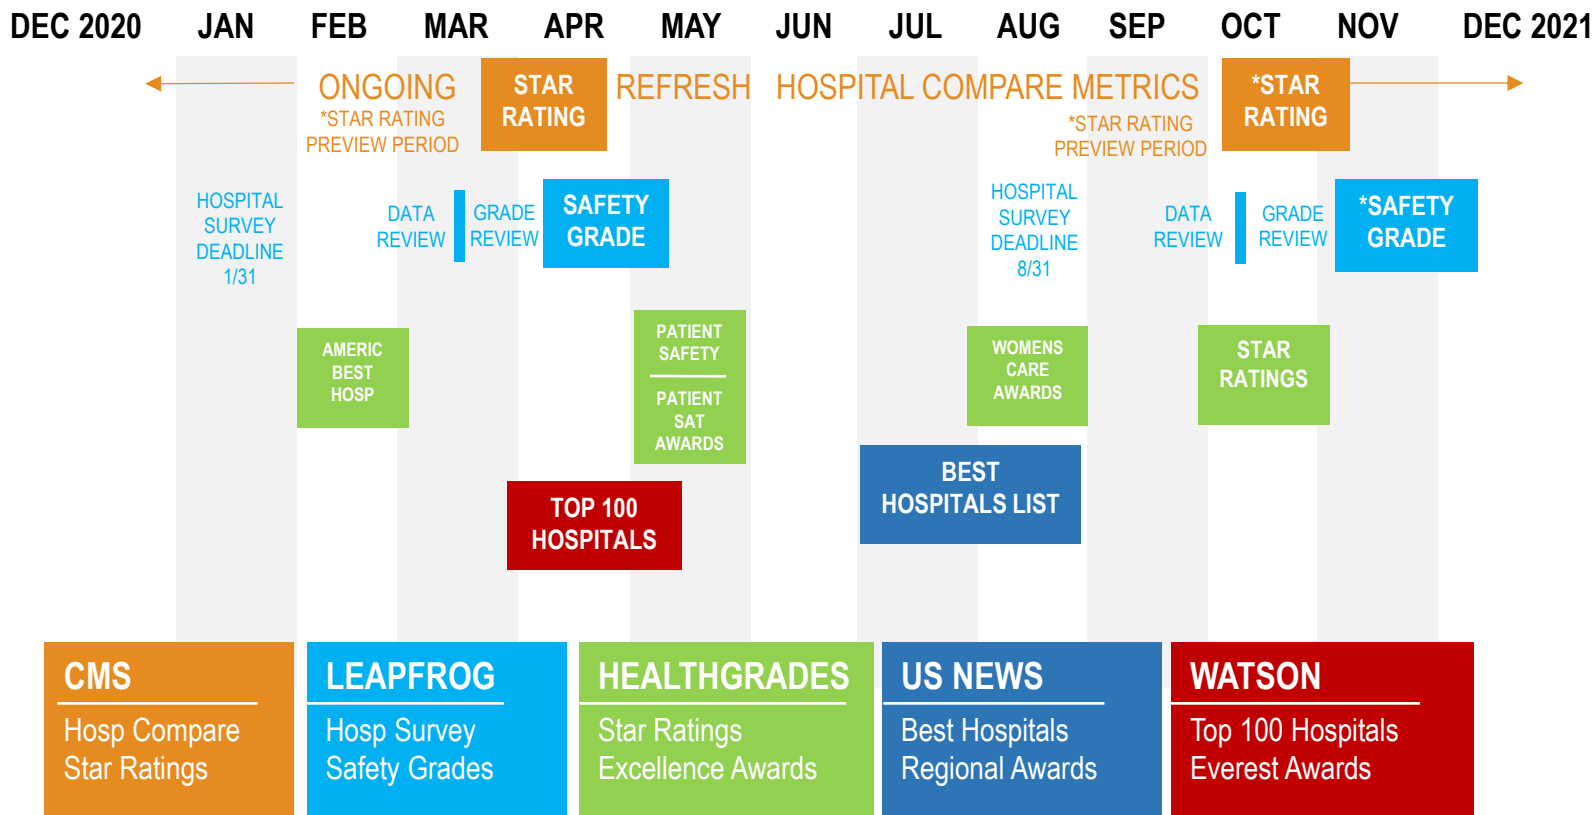 DEC 2020 JAN FEB MAR APR MAY JUN JUL AUG SEP OCT NOV DEC 2021
ONGOING
*STAR RATING
PREVIEW PERIOD
STAR
RATING
REFRESH
HOSPITAL COMPARE METRICS
*STAR RATING
PREVIEW PERIOD
*STAR
RATING
HOSPITAL
SURVEY
DEADLINE
1/31
DATA
REVIEW
GRADE
REVIEW
SAFETY
GRADE
HOSPITAL
SURVEY
DEADLINE
8/31
DATA
REVIEW
GRADE
REVIEW
*SAFETY
GRADE
AMERIC
BEST
HOSP
PATIENT
SAFETY
PATIENT
SAT
AWARDS
WOMENS
CARE
AWARDS
STAR
RATINGS
TOP 100
HOSPITALS
BEST
HOSPITALS LIST
CMS
Hosp Compare
Star Ratings
LEAPFROG
Hosp Survey
Safety Grades
HEALTHGRADES
Star Ratings
Excellence Awards
US NEWS
Best Hospitals
Regional Awards
WATSON
Top 100 Hospitals
Everest Awards